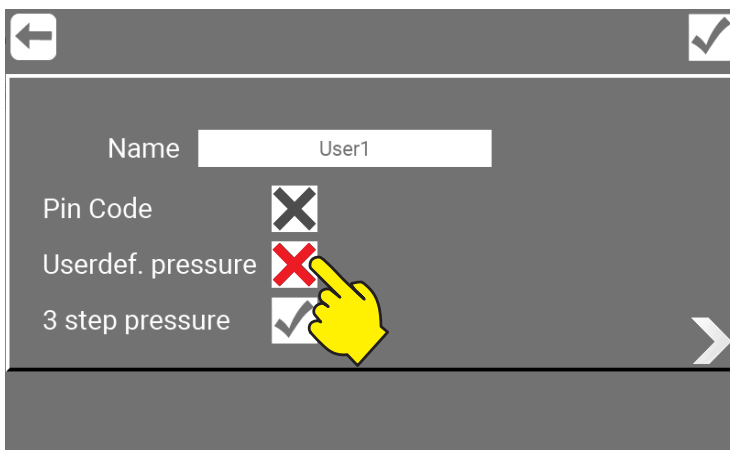 Name User1
Pin Code
Userdef. pressure
3 step pressure